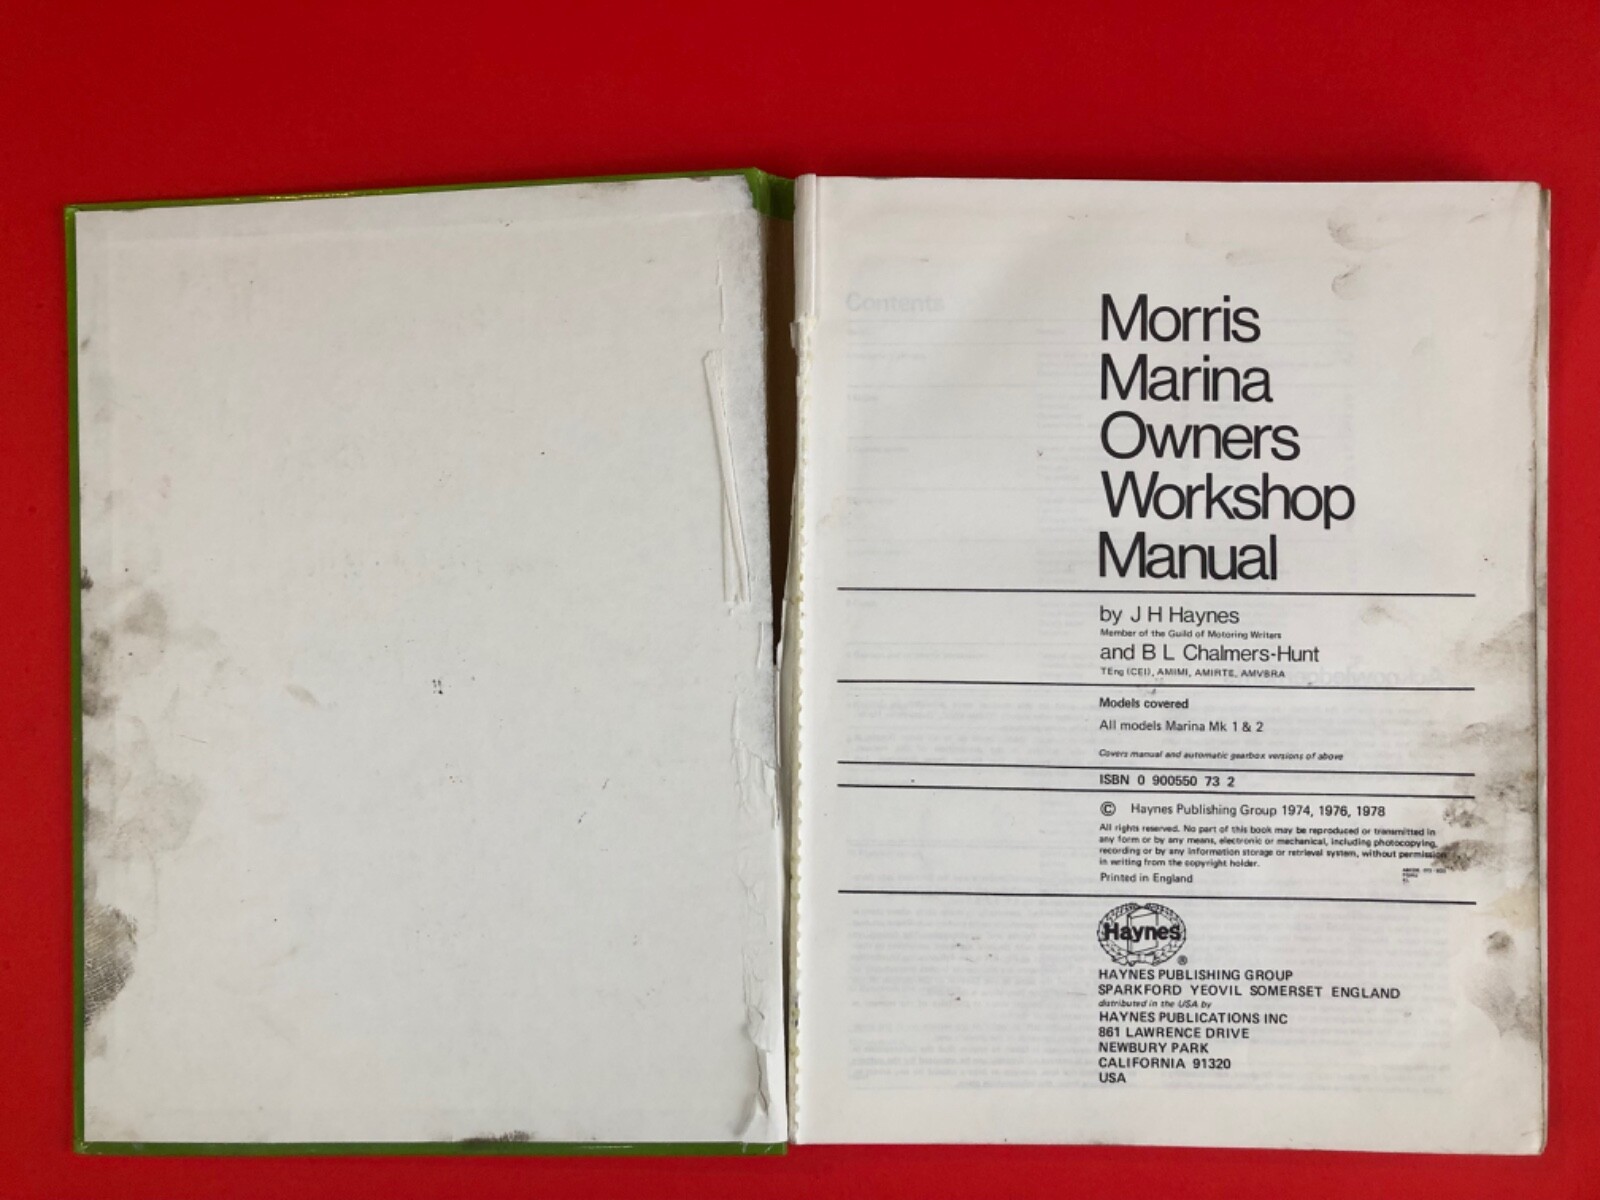 Contents
Morris
Marina
Owners
Workshop
Manual
by J H Haynes
Member of the Guild of Motoring Writers
and B L Chalmers-Hunt
TEng (CEI), AMIMI, AMIRTE, AMVBRA
Models covered
All models Marina Mk 1 & 2
Covers manual and automatic gearbox versions of above
ISBN 0 900550 73 2
© Haynes Publishing Group 1974, 1976, 1978
All rights reserved. No part of this book may be reproduced or transmitted in
any form or by any means, electronic or mechanical, including photocopying,
recording or by any information storage or retrieval system, without permission
in writing from the copyright holder.
Printed in England
Haynes
®
HAYNES PUBLISHING GROUP
SPARKFORD YEOVIL SOMERSET ENGLAND
distributed in the USA by
HAYNES PUBLICATIONS INC
861 LAWRENCE DRIVE
NEWBURY PARK
CALIFORNIA 91320
USA